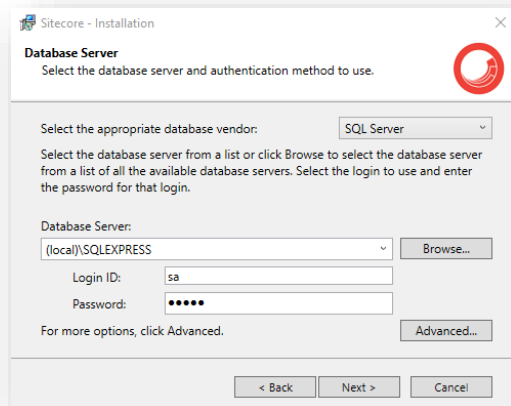 Sitecore - Installation
Database Server
Select the database server and authentication method to use.
Select the appropriate database vendor:
SQL Server
Select the database server from a list or click Browse to select the database server
from a list of all the available database servers. Select the login to use and enter
the password for that login.
Database Server:
(local)\SQLEXPRESS
Browse...
Login ID:
sa
Password:
●●●●●
For more options, click Advanced.
Advanced...
< Back
Next >
Cancel